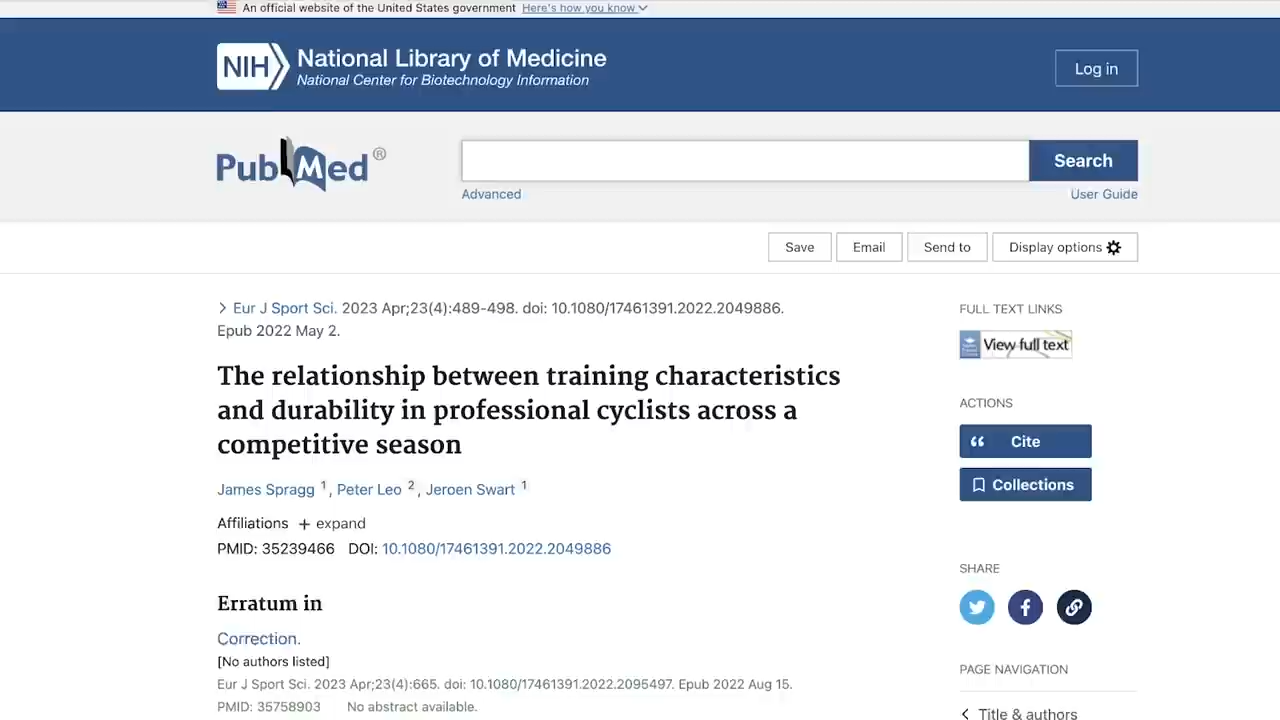 An official website of the United States government Here's how you know
NIH National Library of Medicine
National Center for Biotechnology Information
Log in
PubMed®
Search
Advanced
User Guide
Save
Email
Send to
Display options
Eur J Sport Sci. 2023 Apr;23(4):489-498. doi: 10.1080/17461391.2022.2049886.
Epub 2022 May 2.
The relationship between training characteristics
and durability in professional cyclists across a
competitive season
James Spragg 1, Peter Leo 2, Jeroen Swart 1
Affiliations + expand
PMID: 35239466 DOI: 10.1080/17461391.2022.2049886
Erratum in
Correction.
[No authors listed]
Eur J Sport Sci. 2023 Apr;23(4):665. doi: 10.1080/17461391.2022.2095497. Epub 2022 Aug 15.
PMID: 35758903 No abstract available.
FULL TEXT LINKS
View full text
ACTIONS
Cite
Collections
SHARE
PAGE NAVIGATION
Title & authors